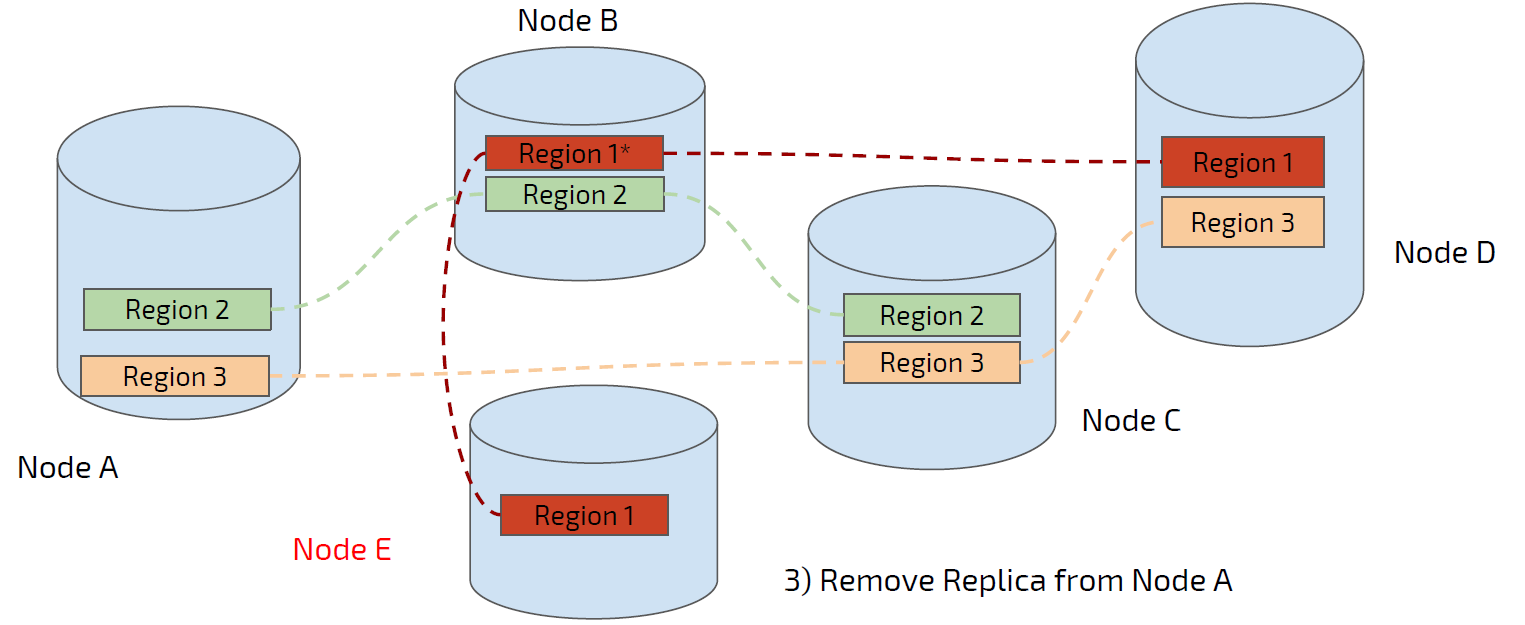 Node B
Region 1*
Region 2
Region 1
Region 3
Node D
Region 2
Region 3
Node A
Region 2
Region 3
Node C
Region 1
Node E
3) Remove Replica from Node A